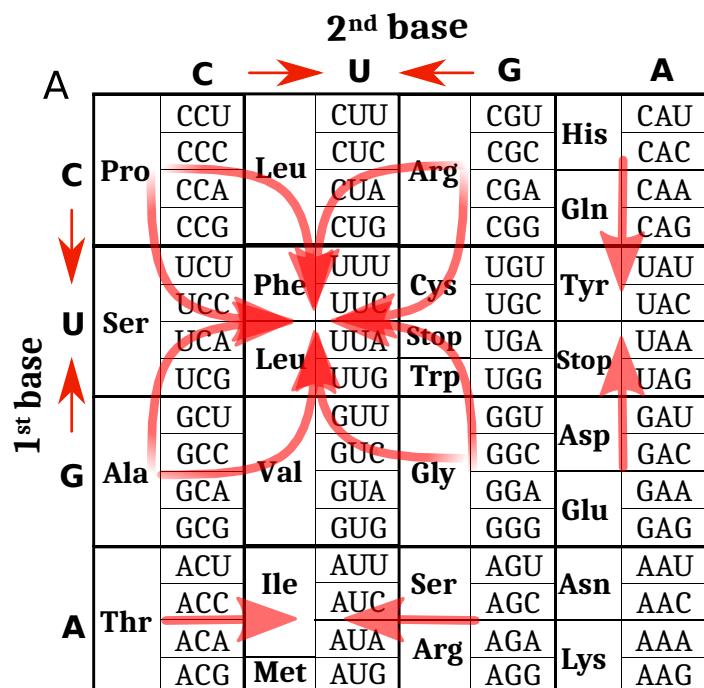 2nd base
A
C U G A
1st base
C
U
G
A
Pro CCU Leu CUU Arg CGU His CAU
CCC CUC CGC CAC
CCA CUA CGA Gln CAA
CCG CUG CGG CAG
Ser UCU Phe UUU Cys UGU Tyr UAU
UCC UUC UGC UAC
UCA Leu UUA Stop UGA Stop UAA
UCG UUG Trp UGG UAG
Ala GCU Val GUU Gly GGU Asp GAU
GCC GUC GGC GAC
GCA GUA GGA Glu GAA
GCG GUG GGG GAG
Thr ACU Ile AUU Ser AGU Asn AAU
ACC AUC AGC AAC
ACA AUA Arg AGA Lys AAA
ACG Met AUG AGG AAG